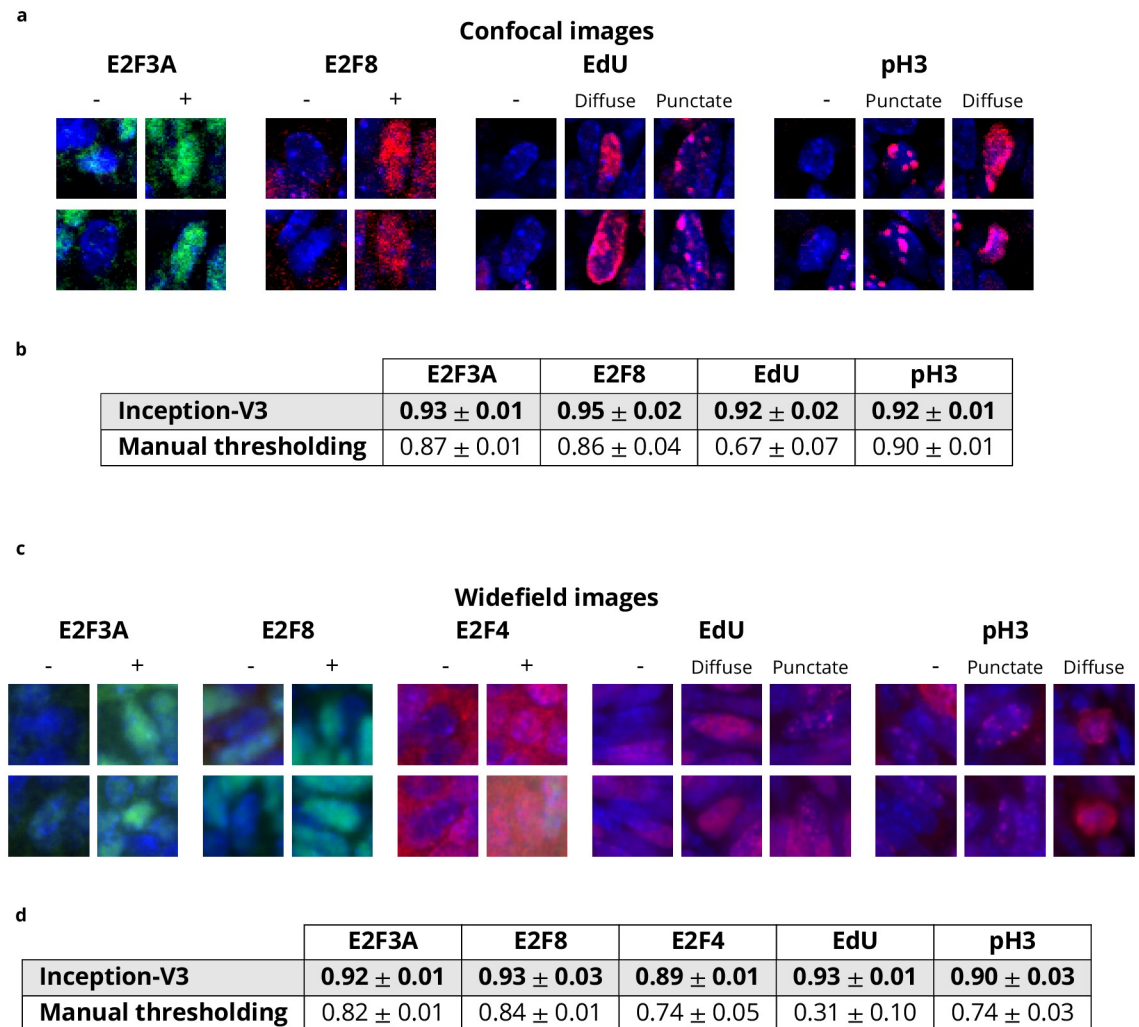 a
Confocal images
E2F3A E2F8 EdU pH3
- + - + - Diffuse Punctate - Punctate Diffuse
b
E2F3A E2F8 EdU pH3
Inception-V3 0.93 ± 0.01 0.95 ± 0.02 0.92 ± 0.02 0.92 ± 0.01
Manual thresholding 0.87 ± 0.01 0.86 ± 0.04 0.67 ± 0.07 0.90 ± 0.01
c
Widefield images
E2F3A E2F8 E2F4 EdU pH3
- + - + - + - Diffuse Punctate - Punctate Diffuse
d
E2F3A E2F8 E2F4 EdU pH3
Inception-V3 0.92 ± 0.01 0.93 ± 0.03 0.89 ± 0.01 0.93 ± 0.01 0.90 ± 0.03
Manual thresholding 0.82 ± 0.01 0.84 ± 0.01 0.74 ± 0.05 0.31 ± 0.10 0.74 ± 0.03